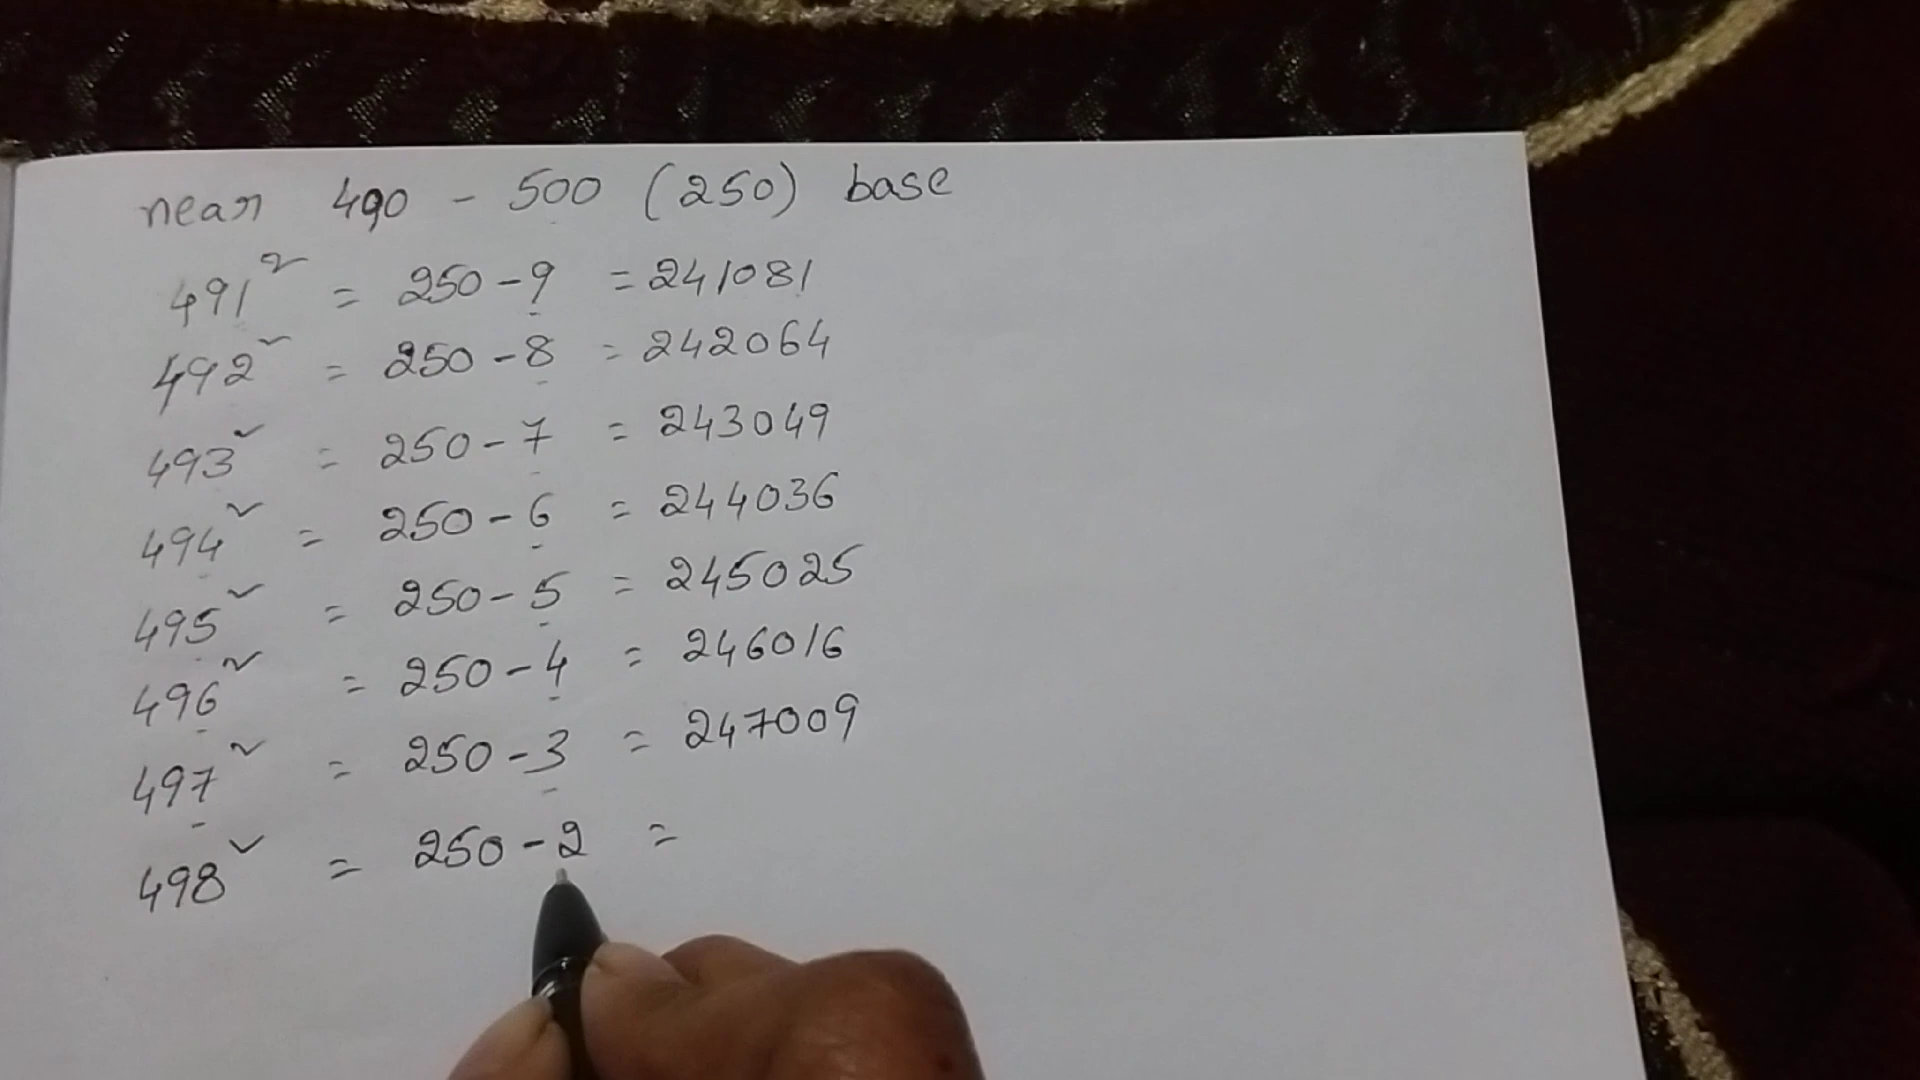 near 490 - 500 (250) base
491² = 250-9 = 241081
492² = 250-8 = 242064
493² = 250-7 = 243049
494² = 250-6 = 244036
495² = 250-5 = 245025
496² = 250-4 = 246016
497² = 250-3 = 247009
498² = 250-2 =